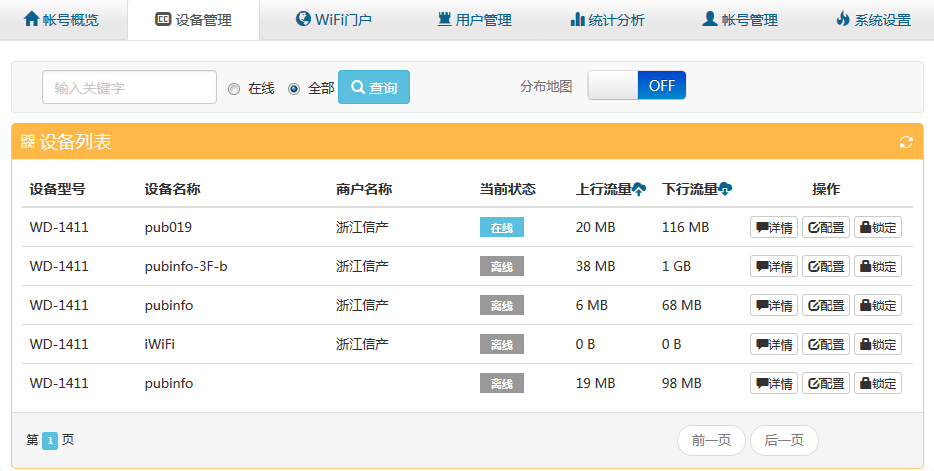 帐号概览 设备管理 WiFi门户 用户管理 统计分析 帐号管理 系统设置
输入关键字 在线 全部 查询 分布地图 OFF
设备列表
设备型号 设备名称 商户名称 当前状态 上行流量 下行流量 操作
WD-1411 pub019 浙江信产 在线 20 MB 116 MB 详情 配置 锁定
WD-1411 pubinfo-3F-b 浙江信产 离线 38 MB 1 GB 详情 配置 锁定
WD-1411 pubinfo 浙江信产 离线 6 MB 68 MB 详情 配置 锁定
WD-1411 iWiFi 浙江信产 离线 0 B 0 B 详情 配置 锁定
WD-1411 pubinfo 离线 19 MB 98 MB 详情 配置 锁定
第 1 页 前一页 后一页